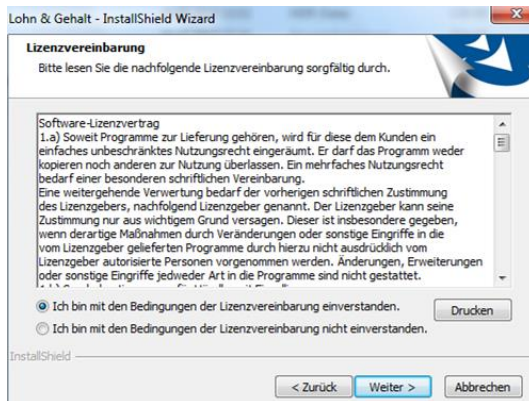 Lohn & Gehalt - InstallShield Wizard
Lizenzvereinbarung
Bitte lesen Sie die nachfolgende Lizenzvereinbarung sorgfältig durch.
Software-Lizenzvertrag
1.a) Soweit Programme zur Lieferung gehören, wird für diese dem Kunden ein
einfaches unbeschränktes Nutzungsrecht eingeräumt. Er darf das Programm weder
kopieren noch anderen zur Nutzung überlassen. Ein mehrfaches Nutzungsrecht
bedarf einer besonderen schriftlichen Vereinbarung.
Eine weitergehende Verwertung bedarf der vorherigen schriftlichen Zustimmung
des Lizenzgebers, nachfolgend Lizenzgeber genannt. Der Lizenzgeber kann seine
Zustimmung nur aus wichtigem Grund versagen. Dieser ist insbesondere gegeben,
wenn derartige Maßnahmen durch Veränderungen oder sonstige Eingriffe in die
vom Lizenzgeber gelieferten Programme durch hierzu nicht ausdrücklich vom
Lizenzgeber autorisierte Personen vorgenommen werden. Änderungen, Erweiterungen
oder sonstige Eingriffe jedweder Art in die Programme sind nicht gestattet.
Ich bin mit den Bedingungen der Lizenzvereinbarung einverstanden.
Drucken
Ich bin mit den Bedingungen der Lizenzvereinbarung nicht einverstanden.
InstallShield
< Zurück
Weiter >
Abbrechen